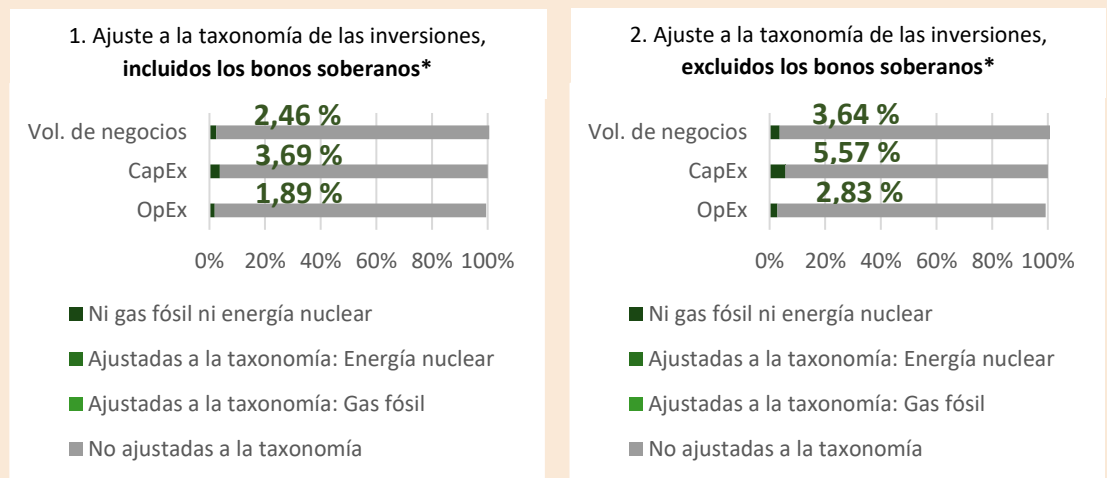 1. Ajuste a la taxonomía de las inversiones,
incluidos los bonos soberanos*
Vol. de negocios
2,46 %
CapEx
3,69 %
OpEx
1,89 %
0% 20% 40% 60% 80% 100%
Ni gas fósil ni energía nuclear
Ajustadas a la taxonomía: Energía nuclear
Ajustadas a la taxonomía: Gas fósil
No ajustadas a la taxonomía
2. Ajuste a la taxonomía de las inversiones,
excluidos los bonos soberanos*
Vol. de negocios
3,64 %
CapEx
5,57 %
OpEx
2,83 %
0% 20% 40% 60% 80% 100%
Ni gas fósil ni energía nuclear
Ajustadas a la taxonomía: Energía nuclear
Ajustadas a la taxonomía: Gas fósil
No ajustadas a la taxonomía